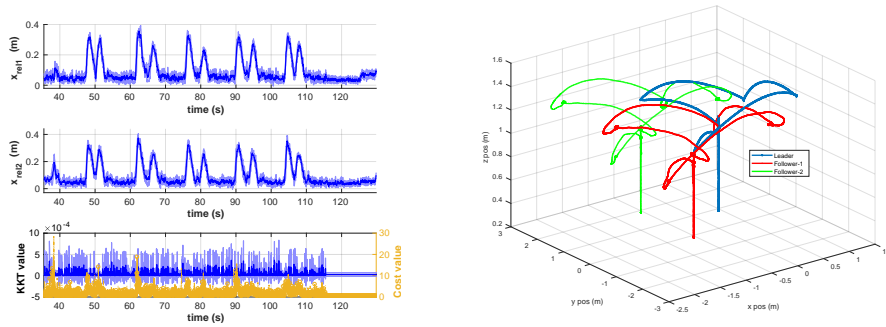 0.4
0.2
0
x_rel1 (m)
40 50 60 70 80 90 100 110 120
time (s)
0.4
0.2
0
x_rel2 (m)
40 50 60 70 80 90 100 110 120
time (s)
×10^-4
10
5
0
-5
KKT value
30
20
10
0
Cost value
40 50 60 70 80 90 100 110 120
time (s)
1.6
1.4
1.2
1
0.8
0.6
0.4
0.2
z pos (m)
3
2
1
0
-1
-2
-3
y pos (m)
-2.5
-2
-1.5
-1
-0.5
0
0.5
1
x pos (m)
Leader
Follower-1
Follower-2